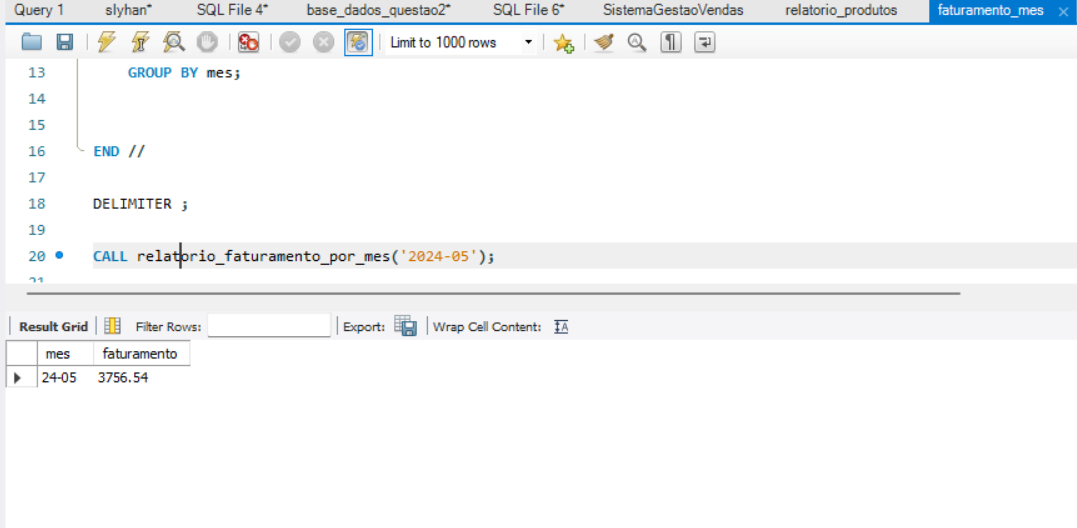 Query 1 slyhan* SQL File 4* base_dados_questao2* SQL File 6* SistemaGestaoVendas relatorio_produtos faturamento_mes
Limit to 1000 rows
13 GROUP BY mes;
14
15
16 END //
17
18 DELIMITER ;
19
20 CALL relatorio_faturamento_por_mes('2024-05');
21
Result Grid Filter Rows: Export: Wrap Cell Content:
mes faturamento
24-05 3756.54